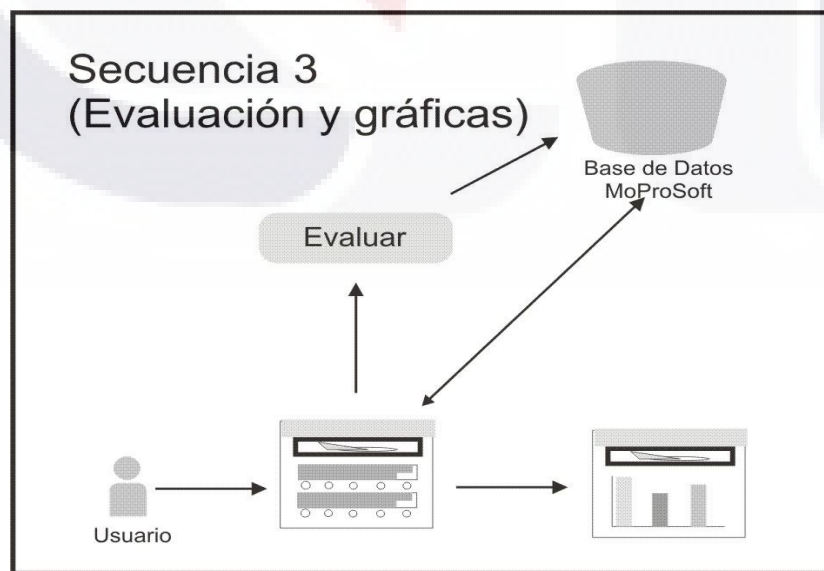 Secuencia 3
(Evaluación y gráficas)
Base de Datos
MoProSoft
Evaluar
Usuario